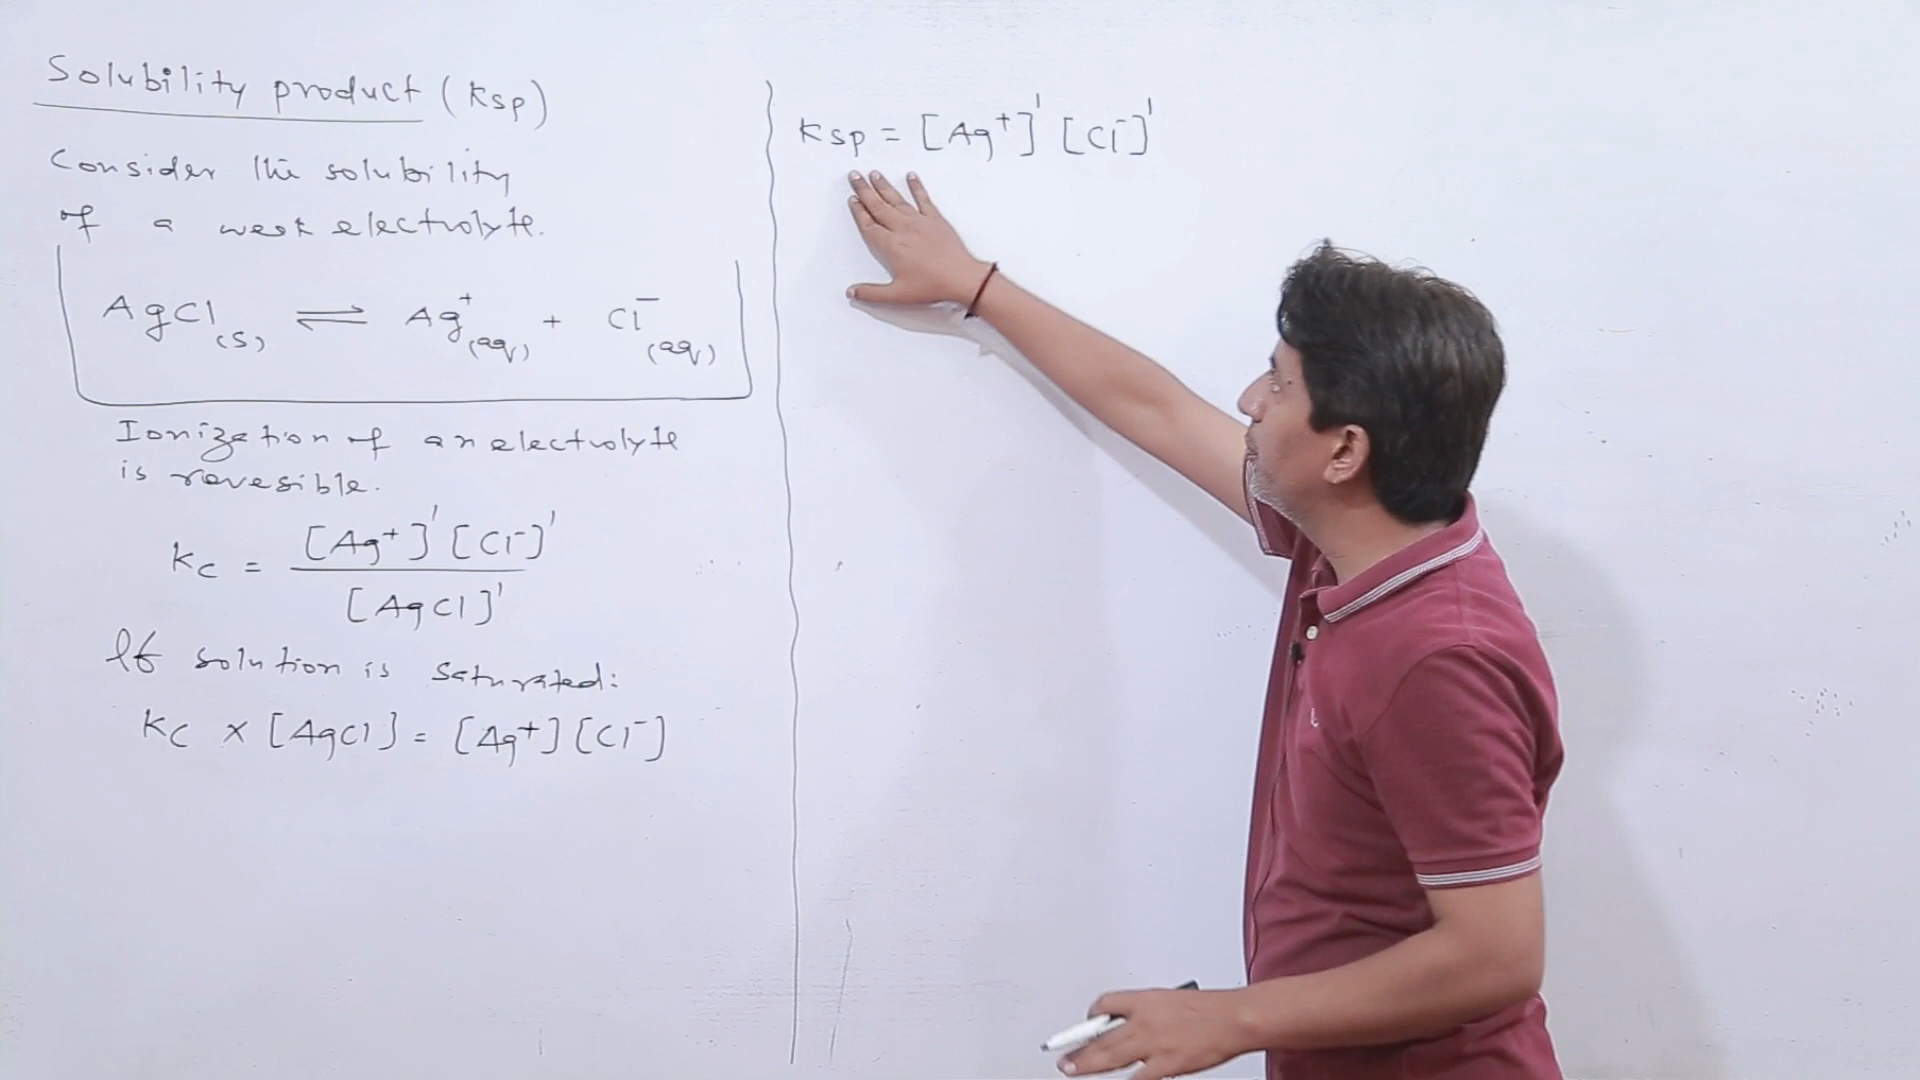 Solubility product (Ksp)
Consider the solubility
of a weak electrolyte.
AgCl(s) ⇌ Ag⁺(aq) + Cl⁻(aq)
Ionization of an electrolyte
is revesible.
Kc = [Ag⁺]¹ [Cl⁻]¹
[AgCl]¹
If solution is saturated:
Kc × [AgCl] = [Ag⁺] [Cl⁻]
Ksp = [Ag⁺]¹ [Cl⁻]¹